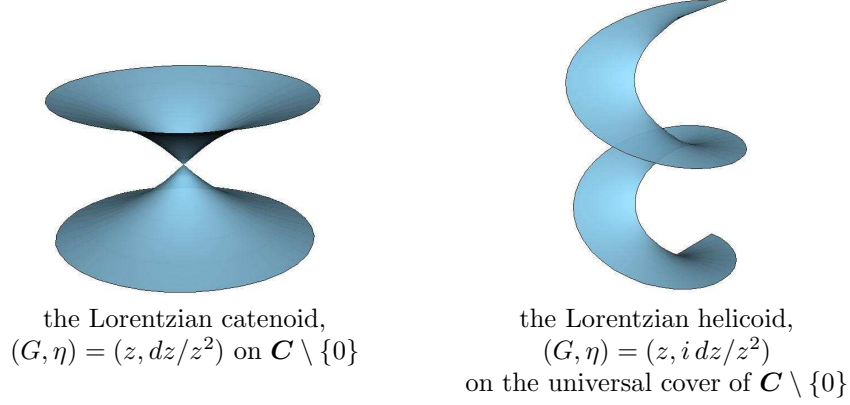 the Lorentzian catenoid,
(G, η) = (z, dz/z²) on C \ {0}
the Lorentzian helicoid,
(G, η) = (z, i dz/z²)
on the universal cover of C \ {0}